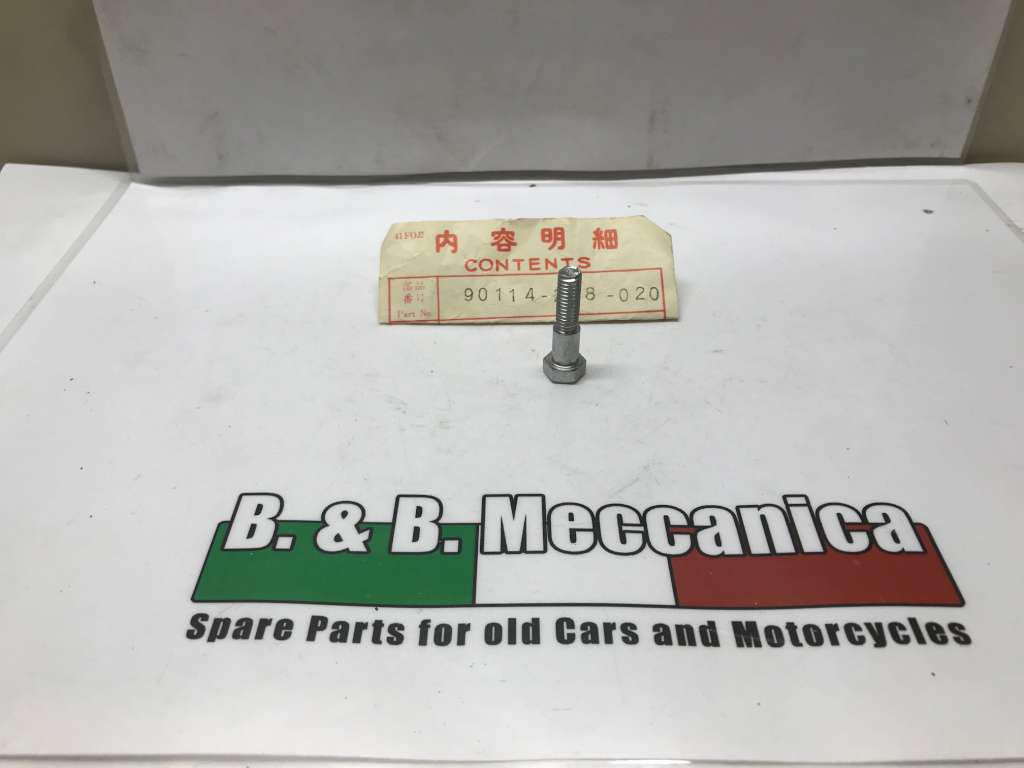 内容明細
CONTENTS
部品
番号
Part No.
90114-8-020
B. & B. Meccanica
Spare Parts for old Cars and Motorcycles